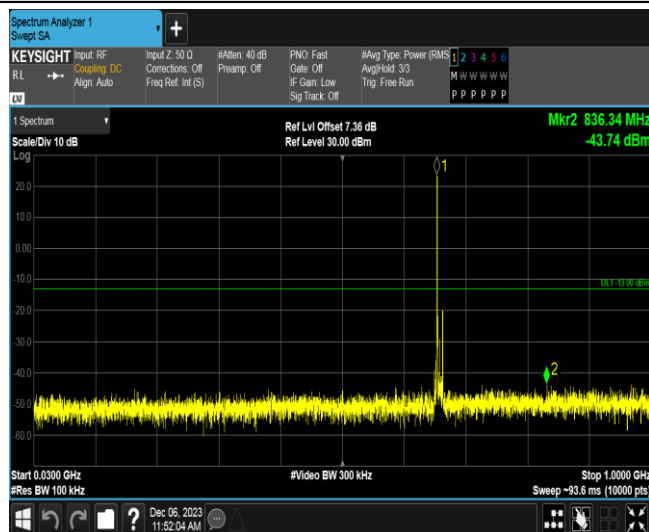 Spectrum Analyzer 1
Swept SA
+
KEYSIGHT Input: RF Input Z: 50 Ω #Atten: 40 dB PNO: Fast #Avg Type: Power (RMS 1 2 3 4 5 6
RL Coupling: DC Corrections: Off Preamp: Off Gate: Off Avg|Hold: 3/3 M W W W W W
Align: Auto Freq Ref: Int (S) IF Gain: Low Trig: Free Run
Sig Track: Off P P P P P P
LXI
1 Spectrum Ref Lvl Offset 7.36 dB Mkr2 836.34 MHz
Scale/Div 10 dB Ref Level 30.00 dBm -43.74 dBm
Log
1
20.0
10.0
0.00
-10.0 DL1 -13.00 dBm
-20.0
-30.0
-40.0 2
-50.0
-60.0
Start 0.0300 GHz #Video BW 300 kHz Stop 1.0000 GHz
#Res BW 100 kHz Sweep ~93.6 ms (10000 pts)
? Dec 06, 2023
11:52:04 AM